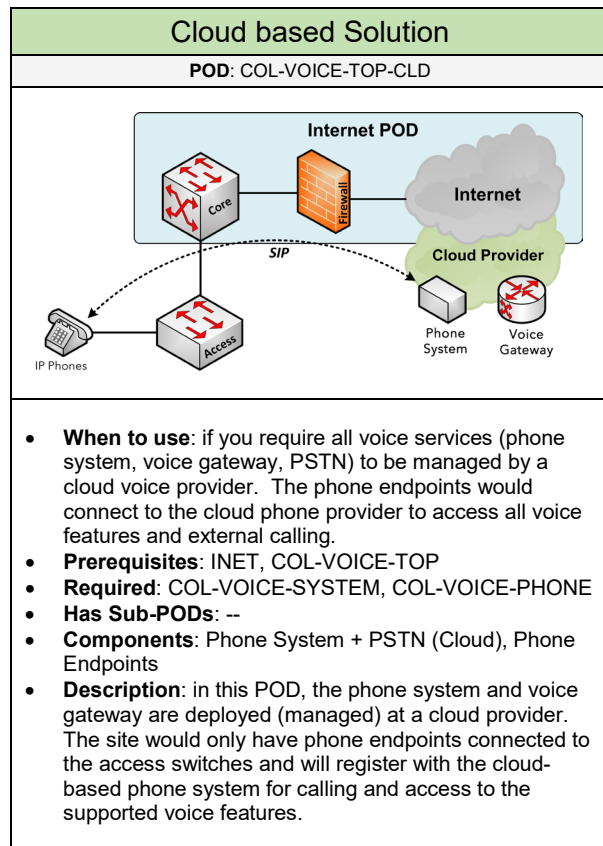 Cloud based Solution
POD: COL-VOICE-TOP-CLD
Internet POD
Core
Firewall
Internet
Cloud Provider
SIP
Access
IP Phones
Phone
System
Voice
Gateway
• When to use: if you require all voice services (phone
system, voice gateway, PSTN) to be managed by a
cloud voice provider.  The phone endpoints would
connect to the cloud phone provider to access all voice
features and external calling.
• Prerequisites: INET, COL-VOICE-TOP
• Required: COL-VOICE-SYSTEM, COL-VOICE-PHONE
• Has Sub-PODs: --
• Components: Phone System + PSTN (Cloud), Phone
Endpoints
• Description: in this POD, the phone system and voice
gateway are deployed (managed) at a cloud provider.
The site would only have phone endpoints connected to
the access switches and will register with the cloud-
based phone system for calling and access to the
supported voice features.